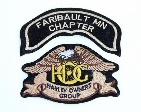 FARIBAULT MN
CHAPTER
HOG
HARLEY OWNERS
GROUP